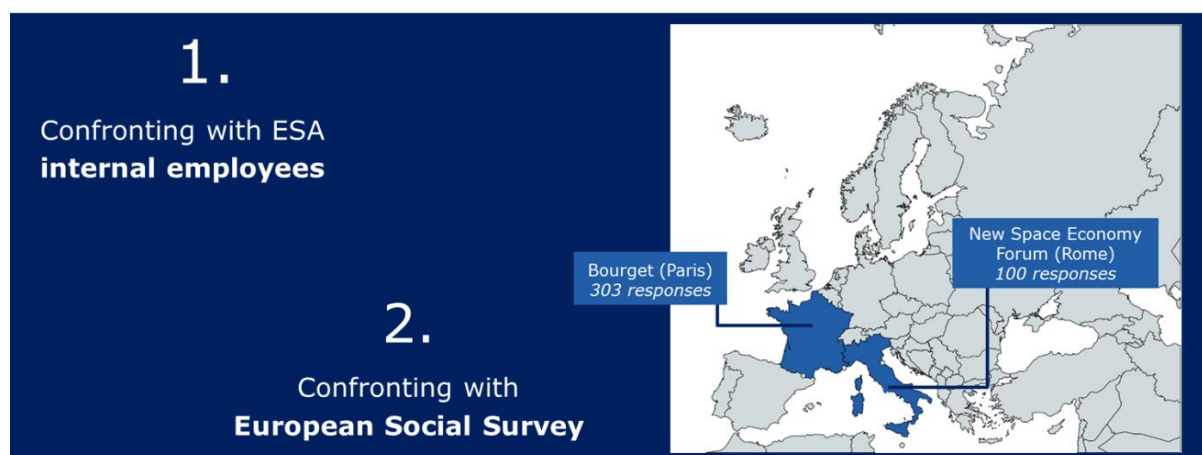 1.
Confronting with ESA
internal employees
2.
Confronting with
European Social Survey
Bourget (Paris)
303 responses
New Space Economy
Forum (Rome)
100 responses